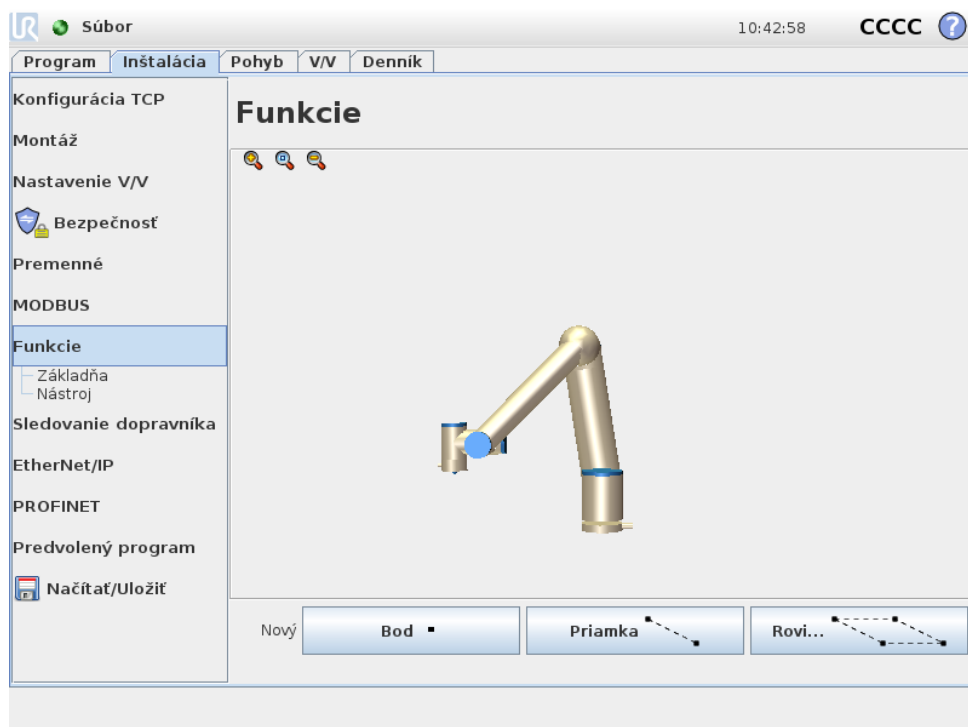 UR Súbor 10:42:58 CCCC ?
Program Inštalácia Pohyb V/V Denník
Konfigurácia TCP
Montáž
Nastavenie V/V
Bezpečnosť
Premenné
MODBUS
Funkcie
Základňa
Nástroj
Sledovanie dopravníka
EtherNet/IP
PROFINET
Predvolený program
Načítať/Uložiť
Funkcie
Nový Bod Priamka Rovi...